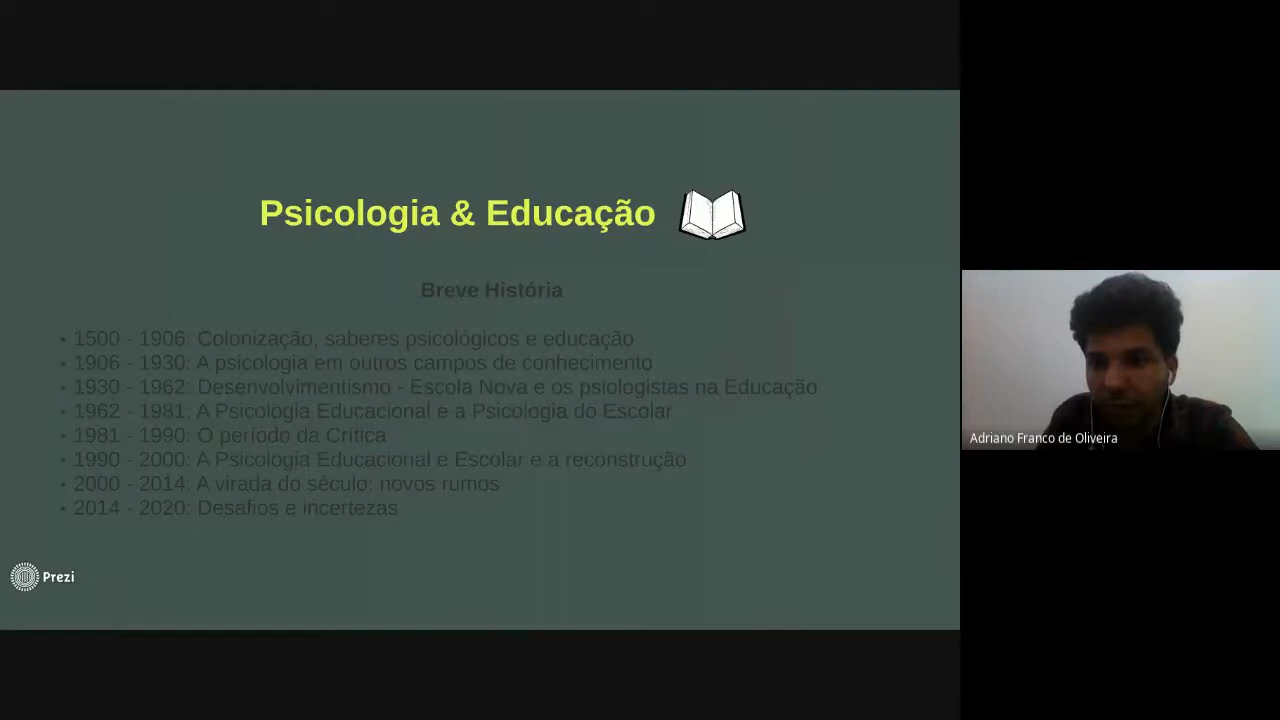 Psicologia & Educação
Breve História
• 1500 - 1906: Colonização, saberes psicológicos e educação
• 1906 - 1930: A psicologia em outros campos de conhecimento
• 1930 - 1962: Desenvolvimentismo - Escola Nova e os psiologistas na Educação
• 1962 - 1981: A Psicologia Educacional e a Psicologia do Escolar
• 1981 - 1990: O período da Crítica
• 1990 - 2000: A Psicologia Educacional e Escolar e a reconstrução
• 2000 - 2014: A virada do século: novos rumos
• 2014 - 2020: Desafios e incertezas
Prezi
Adriano Franco de Oliveira